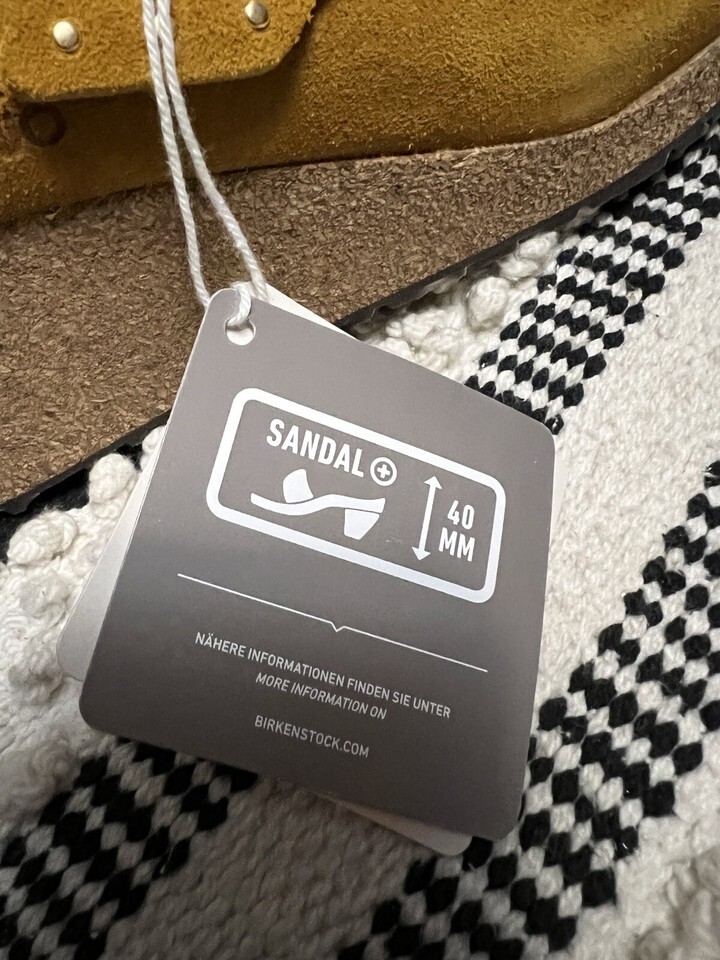 SANDAL
40
MM
NÄHERE INFORMATIONEN FINDEN SIE UNTER
MORE INFORMATION ON
BIRKENSTOCK.COM